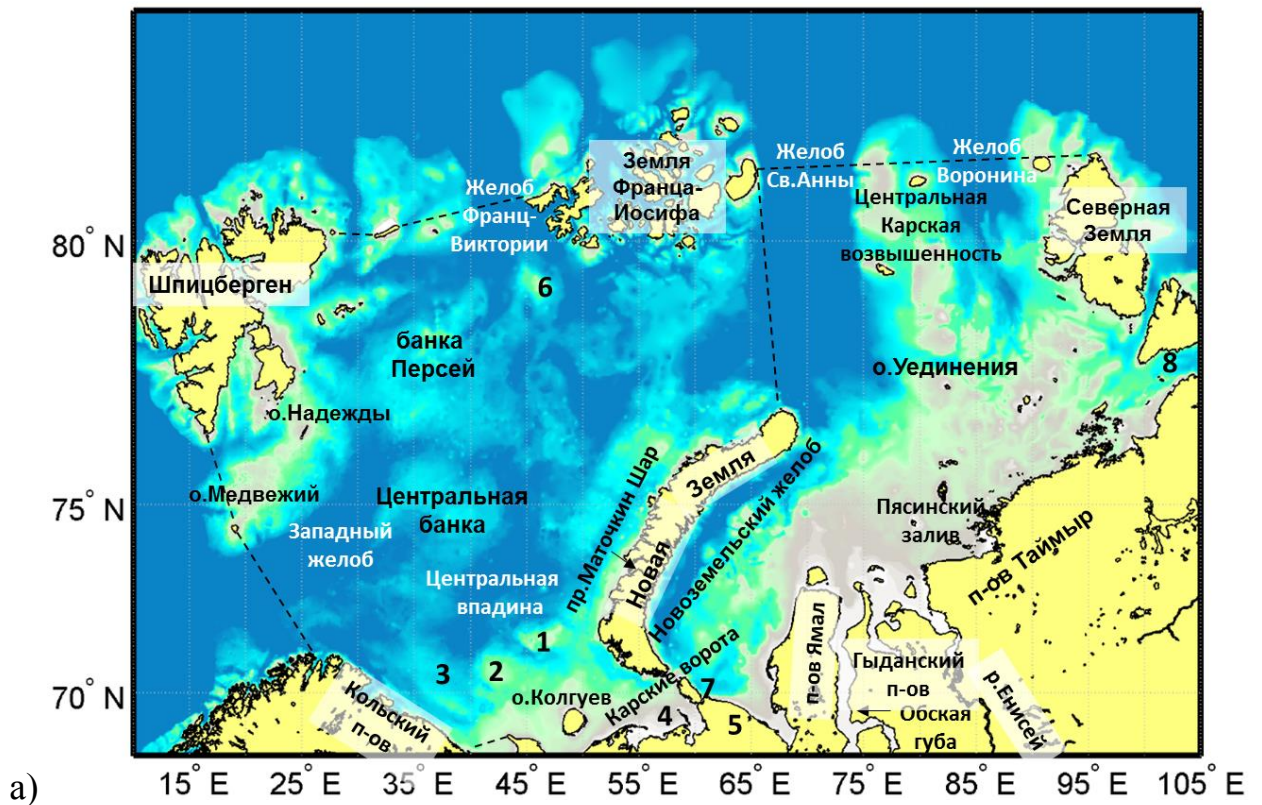 Желоб
Св.Анны
Желоб
Воронина
Земля
Франца-
Иосифа
Желоб
Франц-
Виктории
Центральная
Карская
возвышенность
Северная
Земля
80° N
Шпицберген
6
банка
Персей
о.Уединения
8
о.Надежды
о.Медвежий
Центральная
банка
Западный
желоб
75° N
пр.Маточкин Шар
Новая
Земля
Новоземельский желоб
Пясинский
залив
п-ов Таймыр
Центральная
впадина
1
2
3
о.Колгуев
Карские ворота
4
5
7
п-ов Ямал
Гыданский
п-ов
Обская
губа
р.Енисей
Кольский
п-ов
70° N
а)
15° E 25° E 35° E 45° E 55° E 65° E 75° E 85° E 95° E 105° E